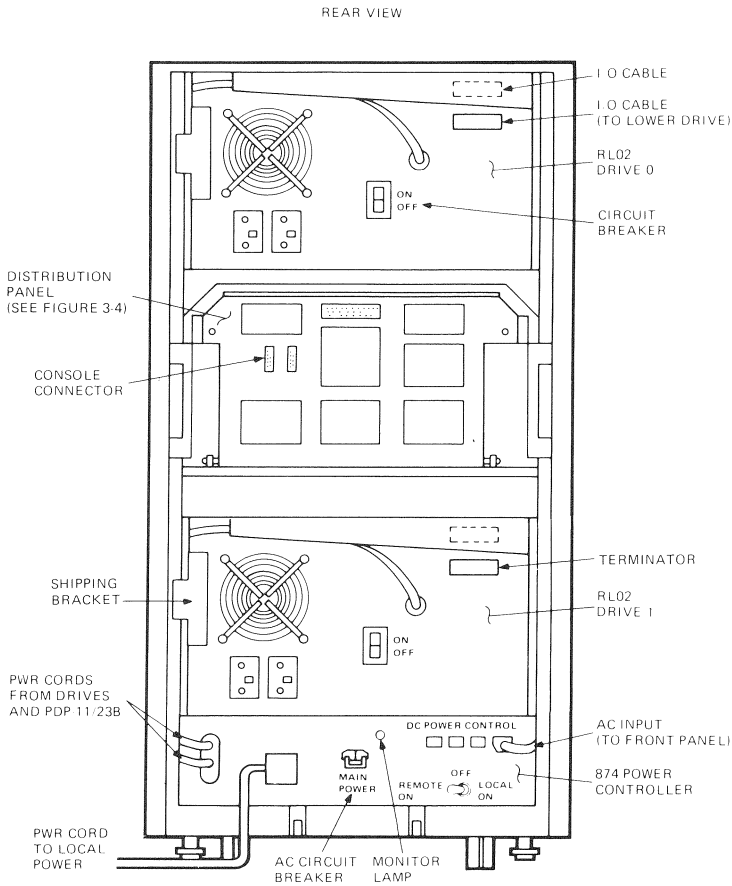 REAR VIEW
I O CABLE
I.O CABLE
(TO LOWER DRIVE)
RL02
DRIVE 0
ON
OFF
CIRCUIT
BREAKER
DISTRIBUTION
PANEL
(SEE FIGURE 3-4)
CONSOLE
CONNECTOR
TERMINATOR
SHIPPING
BRACKET
RL02
DRIVE 1
ON
OFF
PWR CORDS
FROM DRIVES
AND PDP 11/23B
DC POWER CONTROL
AC INPUT
(TO FRONT PANEL)
MAIN
POWER
OFF
REMOTE
ON
LOCAL
ON
874 POWER
CONTROLLER
PWR CORD
TO LOCAL
POWER
AC CIRCUIT
BREAKER
MONITOR
LAMP